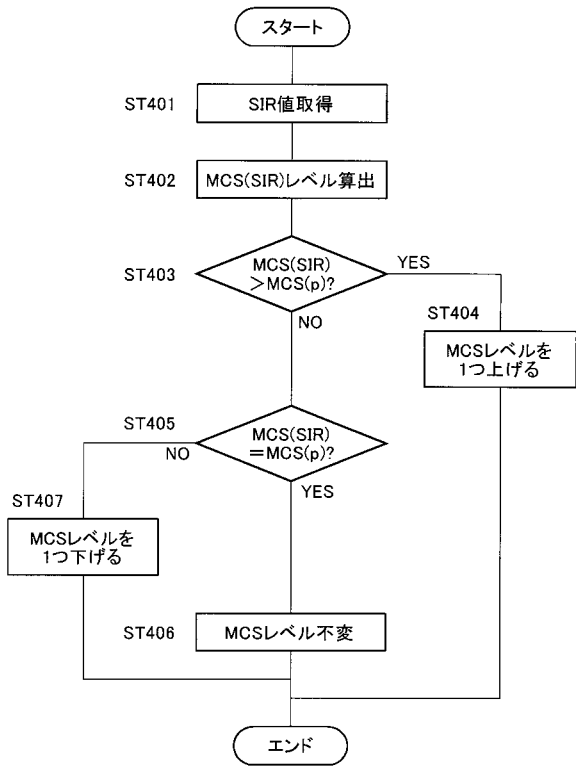 スタート
ST401
SIR値取得
ST402
MCS(SIR)レベル算出
ST403
MCS(SIR)
>MCS(p)?
YES
NO
ST404
MCSレベルを
1つ上げる
ST405
MCS(SIR)
=MCS(p)?
NO
YES
ST407
MCSレベルを
1つ下げる
ST406
MCSレベル不変
エンド